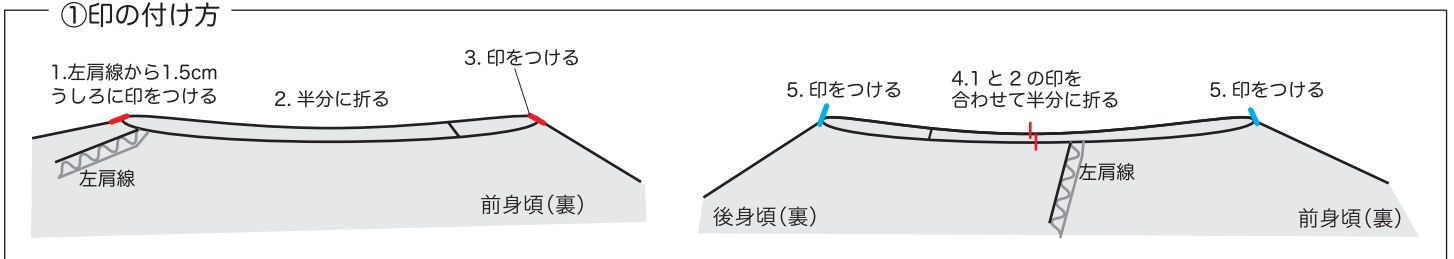 ①印の付け方
1.左肩線から1.5cm
うしろに印をつける
2. 半分に折る
3. 印をつける
左肩線
前身頃(裏)
5. 印をつける
4.1 と 2 の印を
合わせて半分に折る
5. 印をつける
左肩線
後身頃(裏)
前身頃(裏)